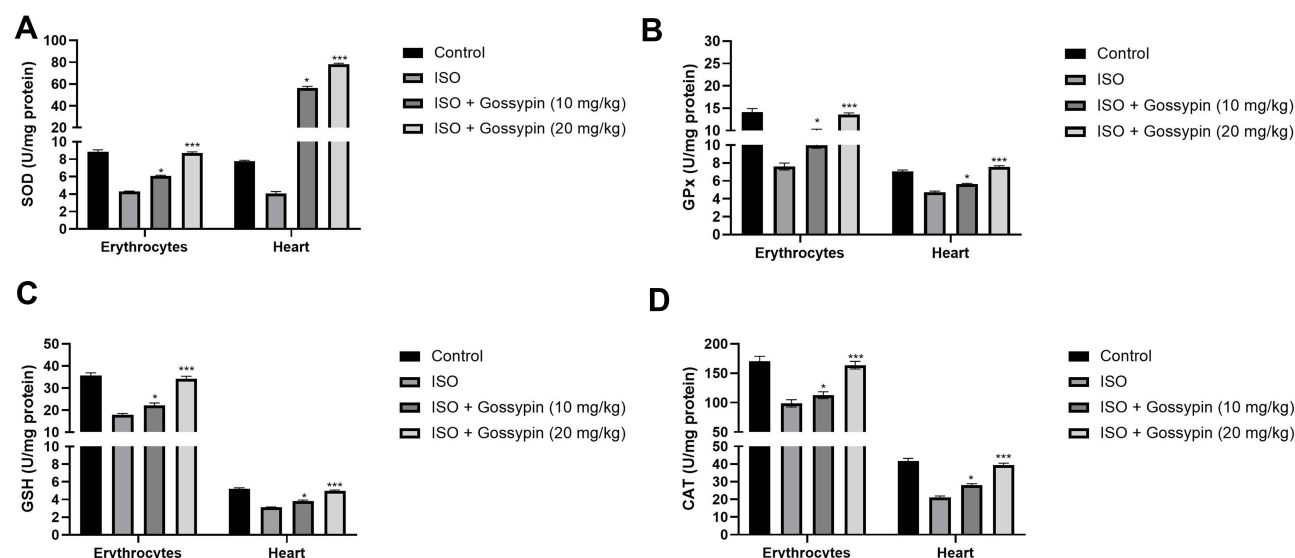 A
SOD (U/mg protein)
100
80
60
40
20
10
8
6
4
2
0
*
***
*
***
Erythrocytes
Heart
Control
ISO
ISO + Gossypin (10 mg/kg)
ISO + Gossypin (20 mg/kg)
B
GPx (U/mg protein)
30
25
20
15
10
10
8
6
4
2
0
*
***
*
***
Erythrocytes
Heart
Control
ISO
ISO + Gossypin (10 mg/kg)
ISO + Gossypin (20 mg/kg)
C
GSH (U/mg protein)
50
40
30
20
10
10
8
6
4
2
0
*
***
*
***
Erythrocytes
Heart
Control
ISO
ISO + Gossypin (10 mg/kg)
ISO + Gossypin (20 mg/kg)
D
CAT (U/mg protein)
200
150
100
50
50
40
30
20
10
0
*
***
*
***
Erythrocytes
Heart
Control
ISO
ISO + Gossypin (10 mg/kg)
ISO + Gossypin (20 mg/kg)